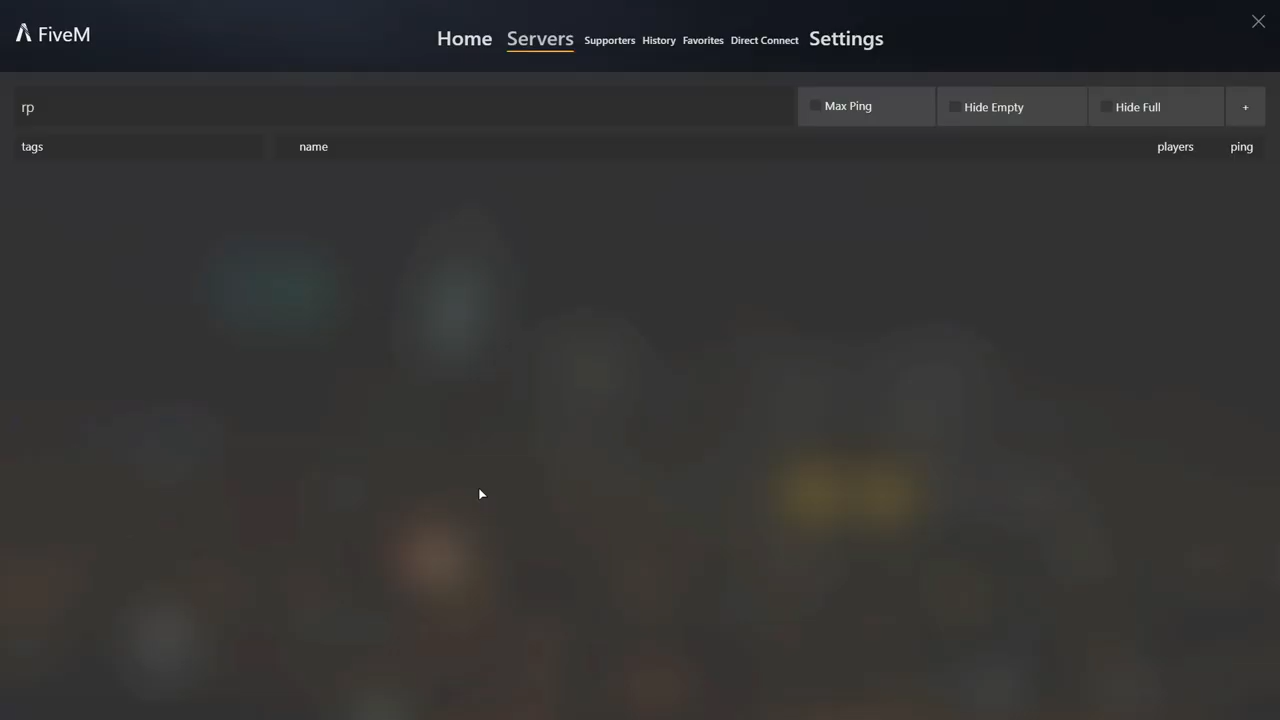 FiveM
Home Servers Supporters History Favorites Direct Connect Settings
rp
Max Ping Hide Empty Hide Full +
tags name players ping